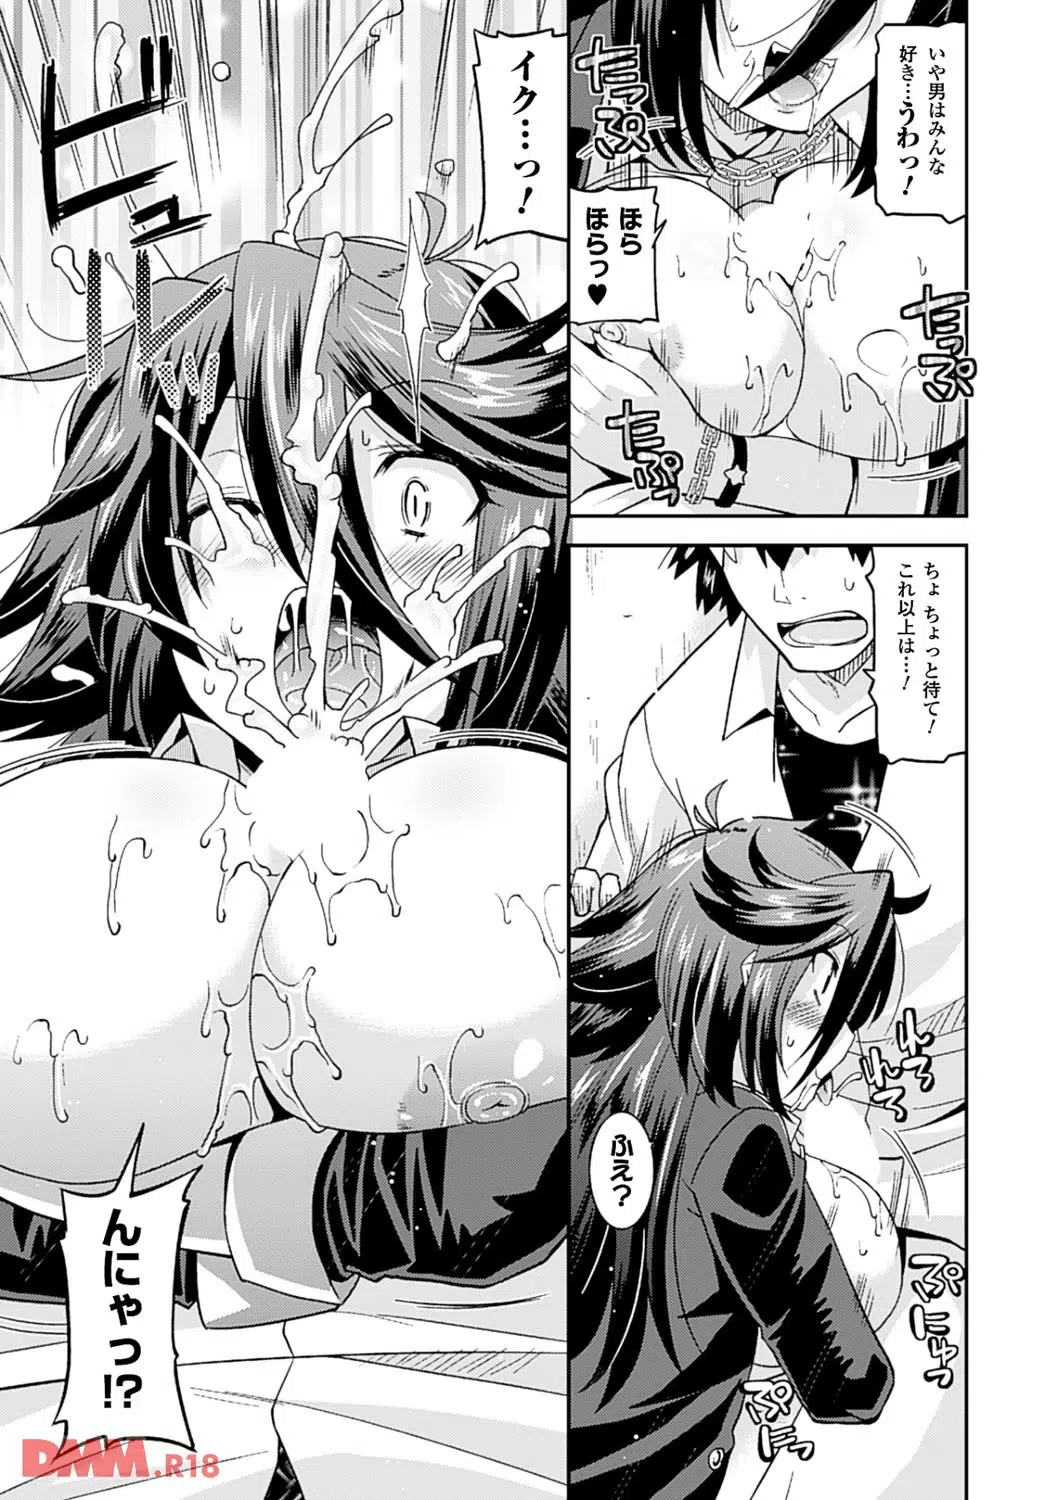 いや男はみんな
好き…うわっ！
たっぷ
ほら
ほらっ♥
たっぷ
たぷっ
ちょ ちょっと待て！
これ以上は…！
れろ
れろ
ふえ？
ぷにゅっ
ぷにっ
イク…っ！
ビュ
んにゃっ!?
DMM.R18